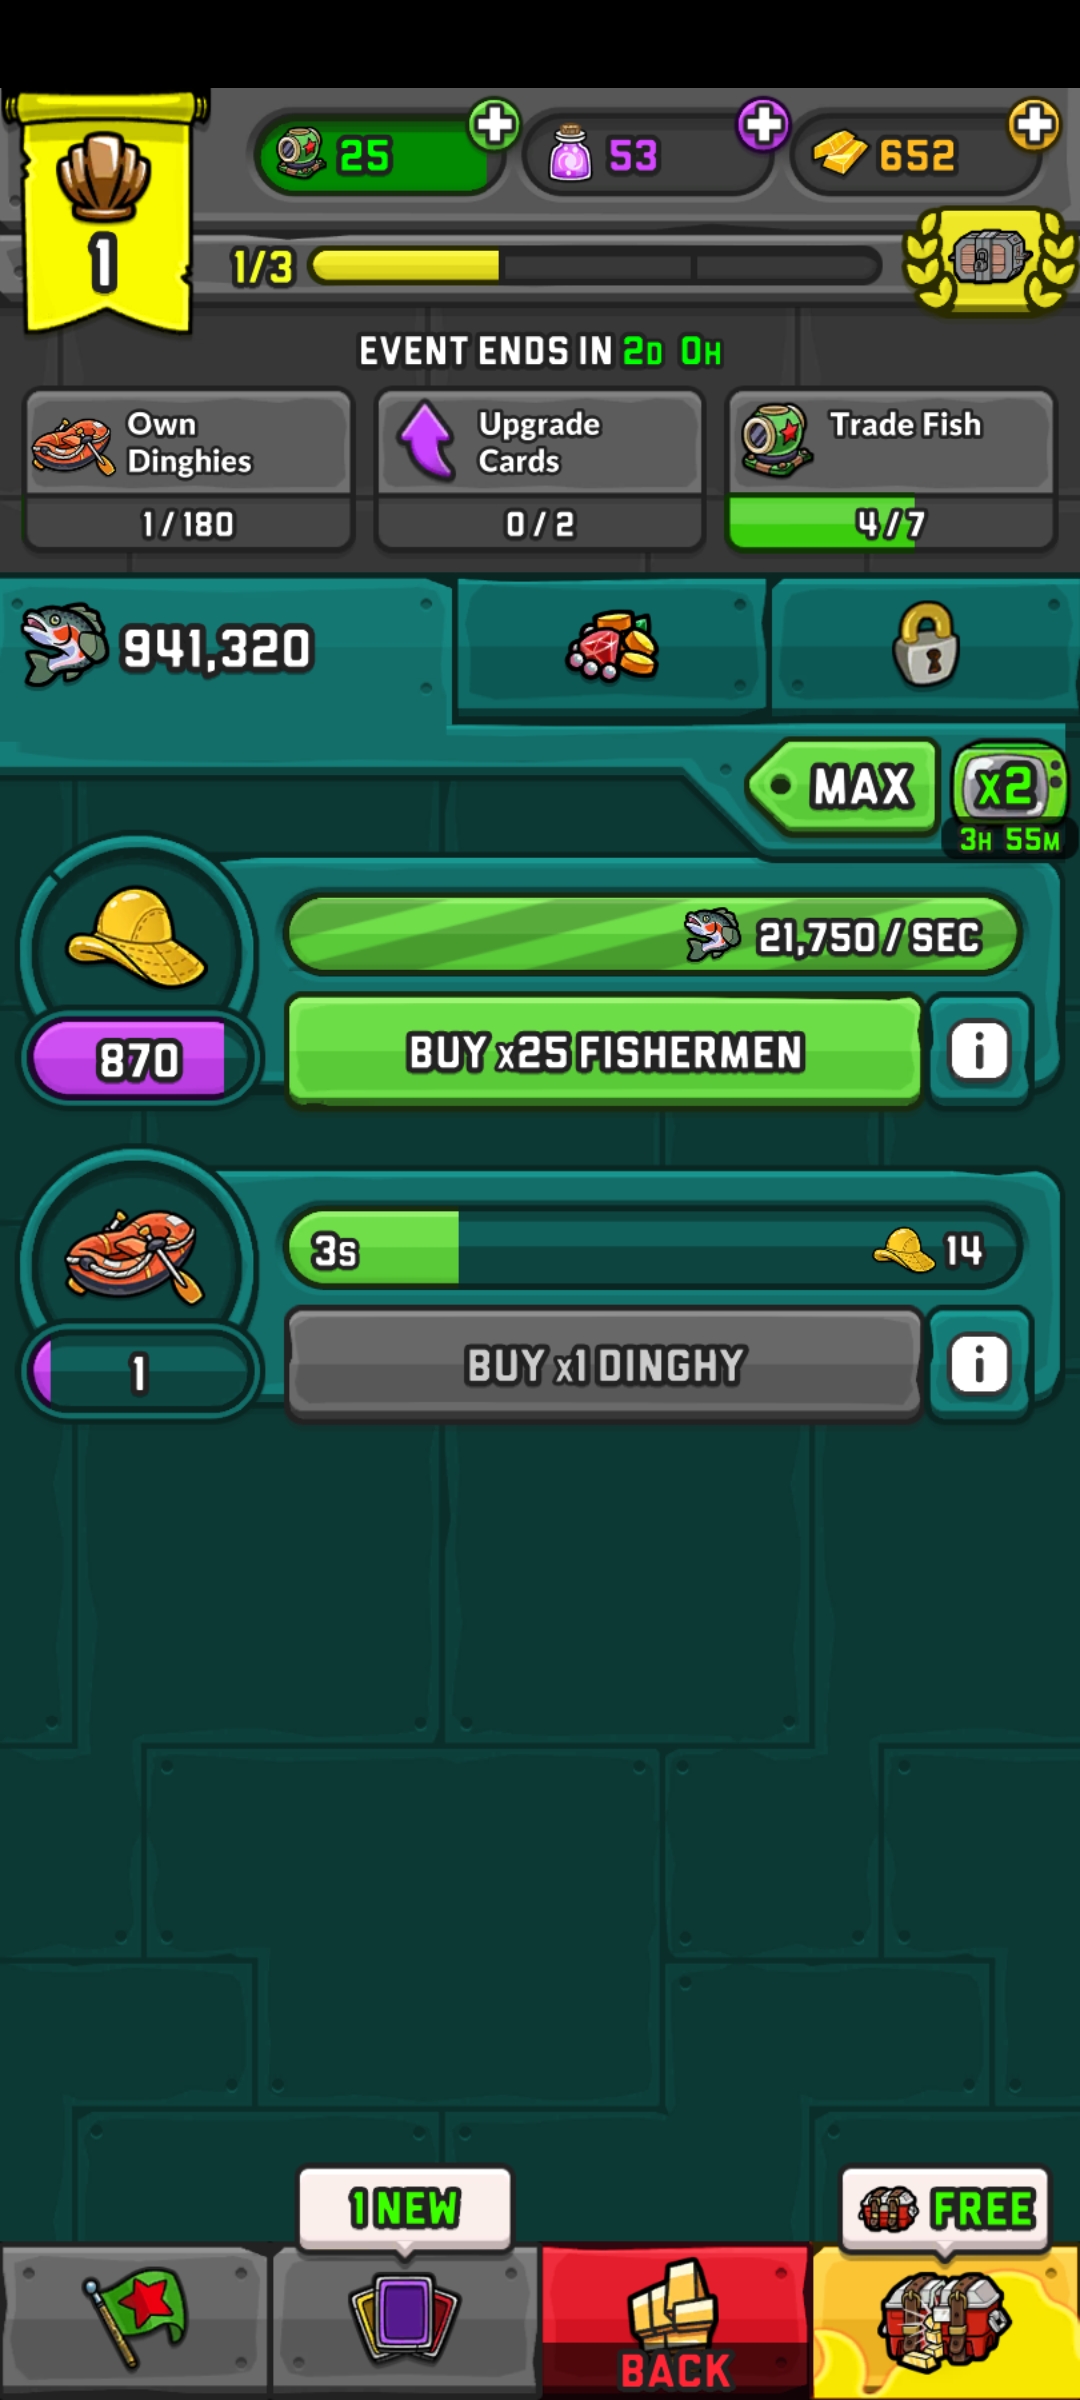 25
53
652
1
1/3
EVENT ENDS IN 2D 0H
Own Dinghies
Upgrade Cards
Trade Fish
1/180
0/2
4/7
941,320
MAX
x2
3H 55M
21,750/SEC
870
BUY x25 FISHERMEN
i
3s
14
1
BUY x1 DINGHY
i
1 NEW
FREE
BACK